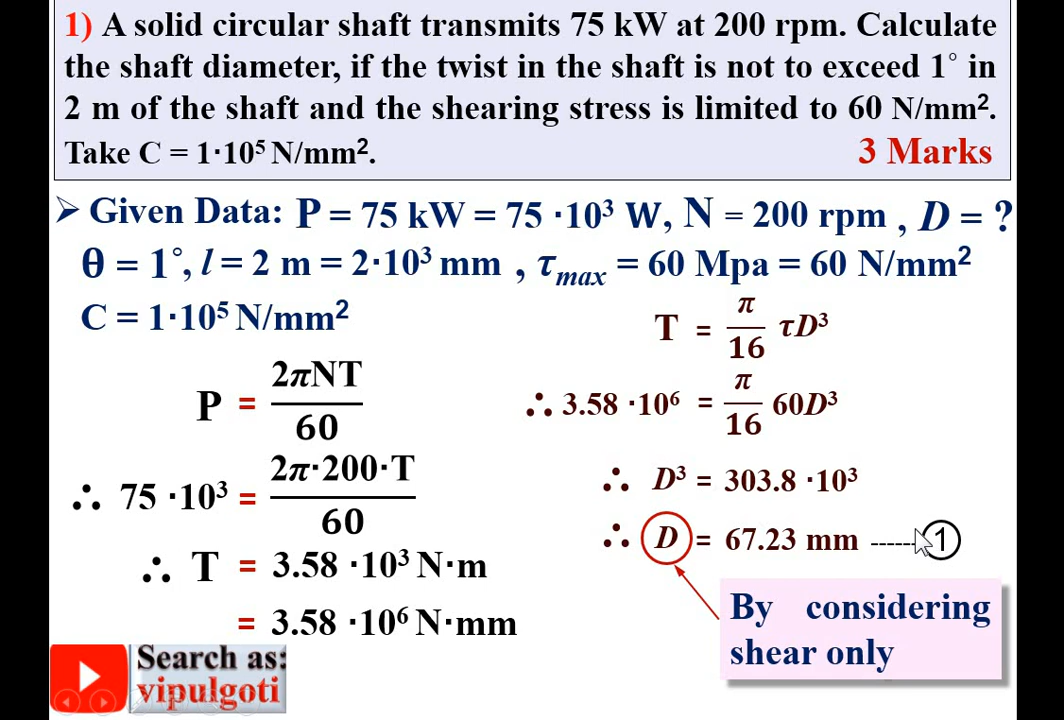 1) A solid circular shaft transmits 75 kW at 200 rpm. Calculate
the shaft diameter, if the twist in the shaft is not to exceed 1° in
2 m of the shaft and the shearing stress is limited to 60 N/mm².
Take C = 1·10⁵ N/mm².
3 Marks
➢ Given Data: P = 75 kW = 75 ·10³ W, N = 200 rpm , D = ?
θ = 1°, l = 2 m = 2·10³ mm , τmax = 60 Mpa = 60 N/mm²
C = 1·10⁵ N/mm²
P = 2πNT / 60
∴ 75 ·10³ = 2π·200·T / 60
∴ T = 3.58 ·10³ N·m
= 3.58 ·10⁶ N·mm
T = π/16 τD³
∴ 3.58 ·10⁶ = π/16 60D³
∴ D³ = 303.8 ·10³
∴ D = 67.23 mm ------ 1
By considering
shear only
Search as:
vipulgoti